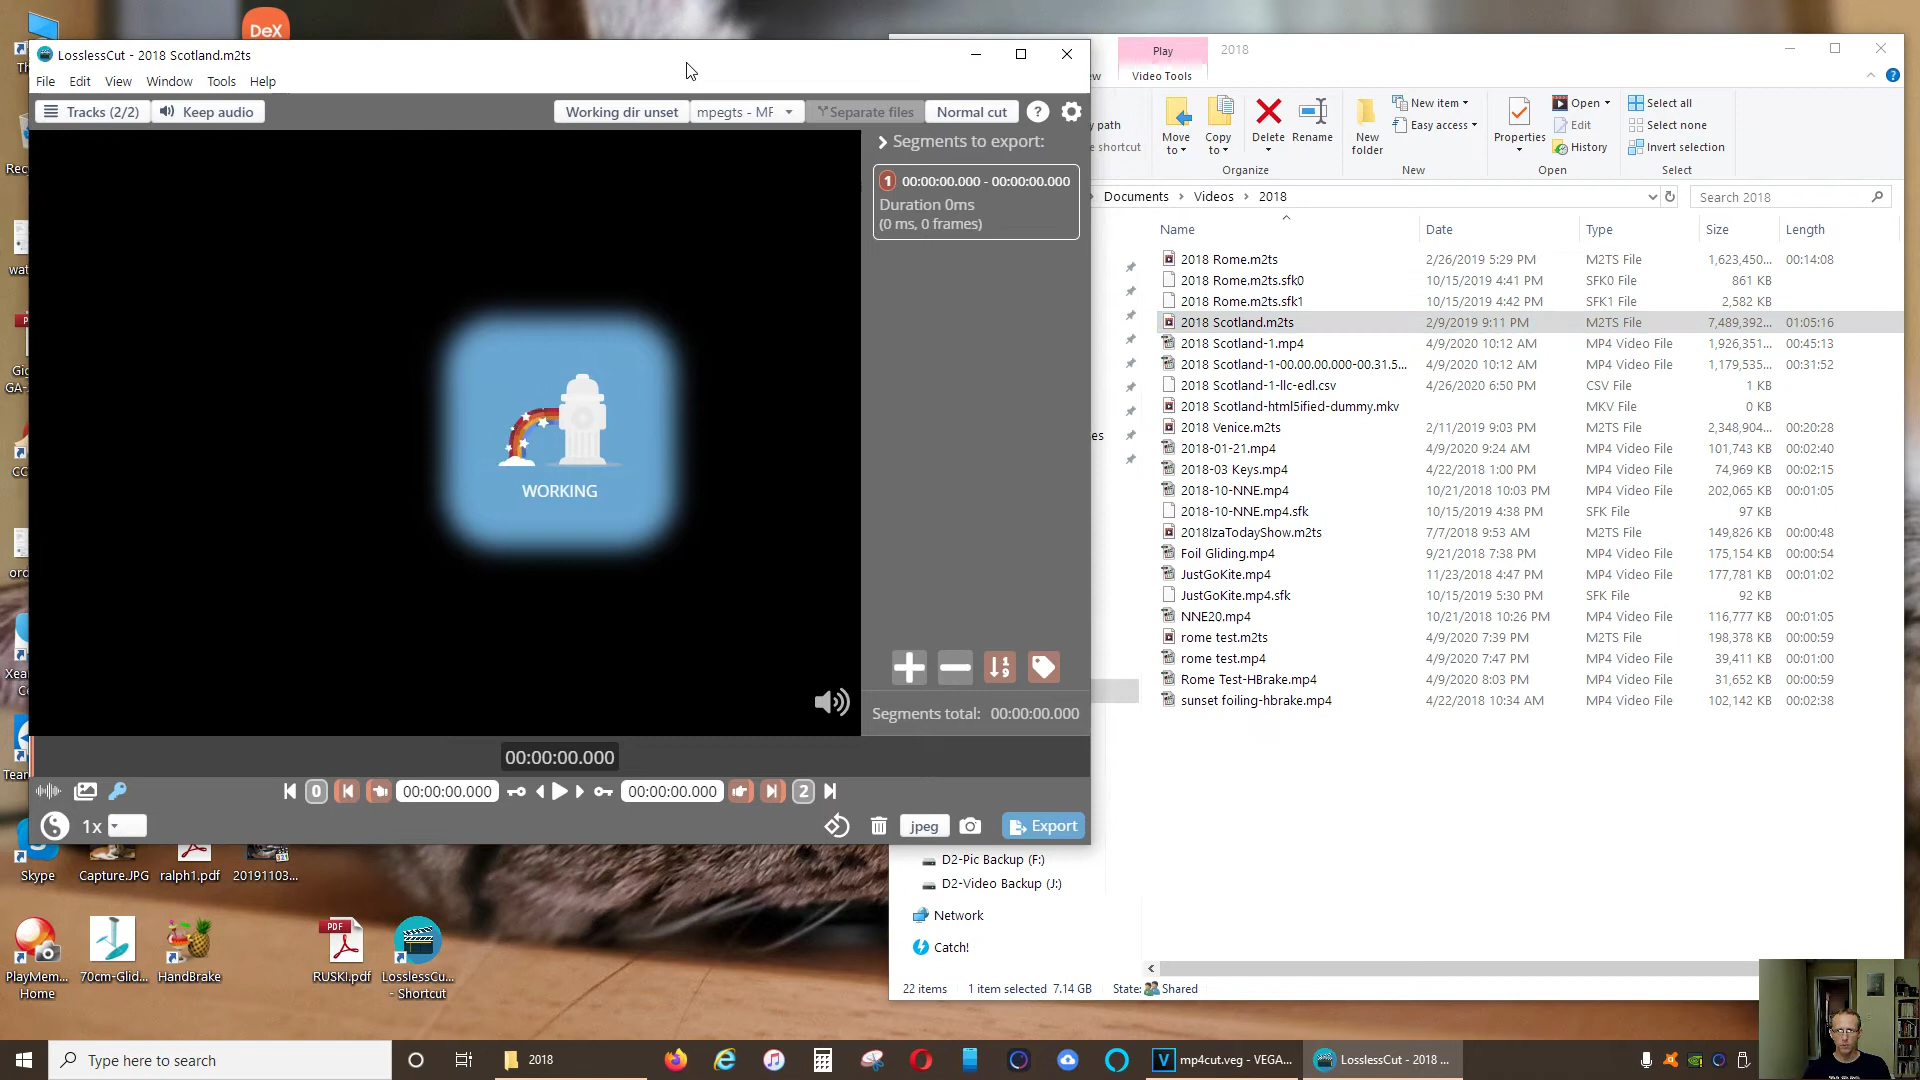 DeX
LosslessCut - 2018 Scotland.m2ts
File Edit View Window Tools Help
Tracks (2/2) Keep audio Working dir unset mpegts - MF Separate files Normal cut ?
Segments to export:
1 00:00:00.000 - 00:00:00.000
Duration 0ms
(0 ms, 0 frames)
WORKING
Segments total: 00:00:00.000
00:00:00.000
0 00:00:00.000 00:00:00.000 2
1x jpeg Export
Play 2018
Video Tools
path
shortcut
Move to Copy to Delete Rename
Organize
New folder
New item
Easy access
New
Properties
Open
Edit
History
Open
Select all
Select none
Invert selection
Select
Documents > Videos > 2018
Search 2018
Name Date Type Size Length
2018 Rome.m2ts 2/26/2019 5:29 PM M2TS File 1,623,450... 00:14:08
2018 Rome.m2ts.sfk0 10/15/2019 4:41 PM SFK0 File 861 KB
2018 Rome.m2ts.sfk1 10/15/2019 4:42 PM SFK1 File 2,582 KB
2018 Scotland.m2ts 2/9/2019 9:11 PM M2TS File 7,489,392... 01:05:16
2018 Scotland-1.mp4 4/9/2020 10:12 AM MP4 Video File 1,926,351... 00:45:13
2018 Scotland-1-00.00.00.000-00.31.5... 4/9/2020 10:12 AM MP4 Video File 1,179,535... 00:31:52
2018 Scotland-1-llc-edl.csv 4/26/2020 6:50 PM CSV File 1 KB
2018 Scotland-html5ified-dummy.mkv MKV File 0 KB
2018 Venice.m2ts 2/11/2019 9:03 PM M2TS File 2,348,904... 00:20:28
2018-01-21.mp4 4/9/2020 9:24 AM MP4 Video File 101,743 KB 00:02:40
2018-03 Keys.mp4 4/22/2018 1:00 PM MP4 Video File 74,969 KB 00:02:15
2018-10-NNE.mp4 10/21/2018 10:03 PM MP4 Video File 202,065 KB 00:01:05
2018-10-NNE.mp4.sfk 10/15/2019 4:38 PM SFK File 97 KB
2018IzaTodayShow.m2ts 7/7/2018 9:53 AM M2TS File 149,826 KB 00:00:48
Foil Gliding.mp4 9/21/2018 7:38 PM MP4 Video File 175,154 KB 00:00:54
JustGoKite.mp4 11/23/2018 4:47 PM MP4 Video File 177,781 KB 00:01:02
JustGoKite.mp4.sfk 10/15/2019 5:30 PM SFK File 92 KB
NNE20.mp4 10/21/2018 10:26 PM MP4 Video File 116,777 KB 00:01:05
rome test.m2ts 4/9/2020 7:39 PM M2TS File 198,378 KB 00:00:59
rome test.mp4 4/9/2020 7:47 PM MP4 Video File 39,411 KB 00:01:00
Rome Test-HBrake.mp4 4/9/2020 8:03 PM MP4 Video File 31,652 KB 00:00:59
sunset foiling-hbrake.mp4 4/22/2018 10:34 AM MP4 Video File 102,142 KB 00:02:38
D2-Pic Backup (F:)
D2-Video Backup (J:)
Network
Catch!
22 items 1 item selected 7.14 GB State: Shared
Skype Capture.JPG ralph1.pdf 20191103...
PDF
PlayMem... Home 70cm-Glid... HandBrake RUSKI.pdf LosslessCu... - Shortcut
Type here to search 2018 mp4cut.veg - VEGA... LosslessCut - 2018 ...